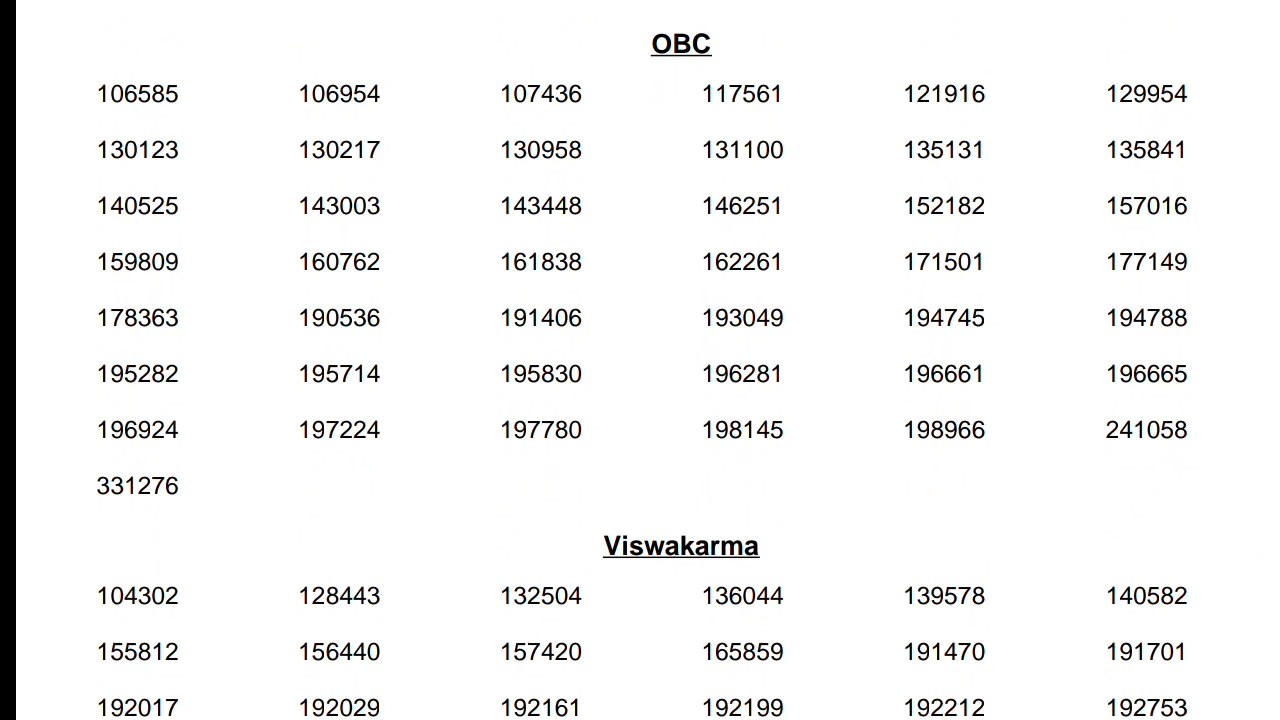 OBC
106585 106954 107436 117561 121916 129954
130123 130217 130958 131100 135131 135841
140525 143003 143448 146251 152182 157016
159809 160762 161838 162261 171501 177149
178363 190536 191406 193049 194745 194788
195282 195714 195830 196281 196661 196665
196924 197224 197780 198145 198966 241058
331276
Viswakarma
104302 128443 132504 136044 139578 140582
155812 156440 157420 165859 191470 191701
192017 192029 192161 192199 192212 192753